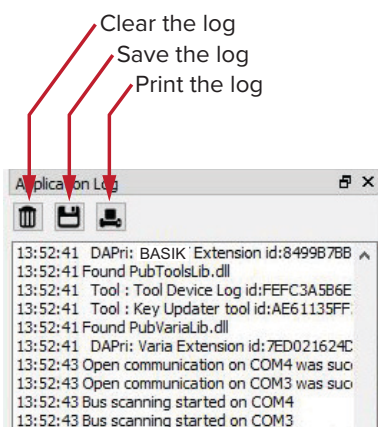 Clear the log
Save the log
Print the log
Application Log
13:52:41 DAPri: BASIK Extension id:8499B7BB
13:52:41 Found PubToolsLib.dll
13:52:41 Tool : Tool Device Log id:FEFC3A5B6E
13:52:41 Tool : Key Updater tool id:AE61135FF
13:52:41 Found PubVariaLib.dll
13:52:41 DAPri: Varia Extension id:7ED021624D
13:52:43 Open communication on COM4 was suc
13:52:43 Open communication on COM3 was suc
13:52:43 Bus scanning started on COM4
13:52:43 Bus scanning started on COM3